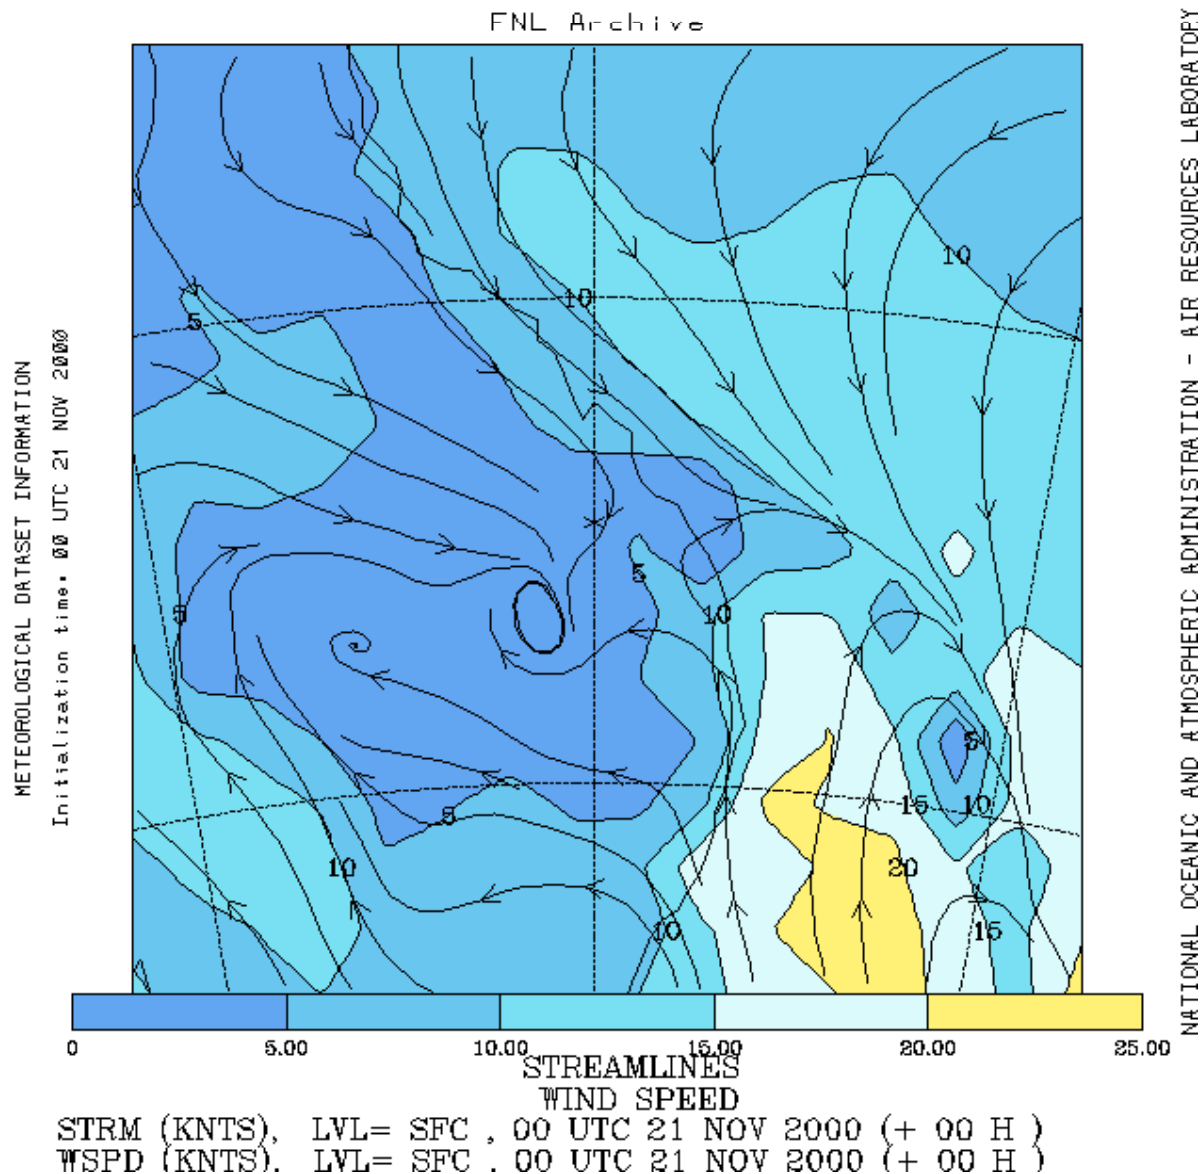 FNL Archive
NATIONAL OCEANIC AND ATMOSPHERIC ADMINISTRATION - AIR RESOURCES LABORATORY
METEOROLOGICAL DATASET INFORMATION
Initialization time: 00 UTC 21 NOV 2000
10
10
5
5
5
10
5
15
10
5
10
20
10
15
0 5.00 10.00 15.00 20.00 25.00
STREAMLINES
WIND SPEED
STRM (KNTS), LVL= SFC , 00 UTC 21 NOV 2000 (+ 00 H )
WSPD (KNTS), LVL= SFC , 00 UTC 21 NOV 2000 (+ 00 H )